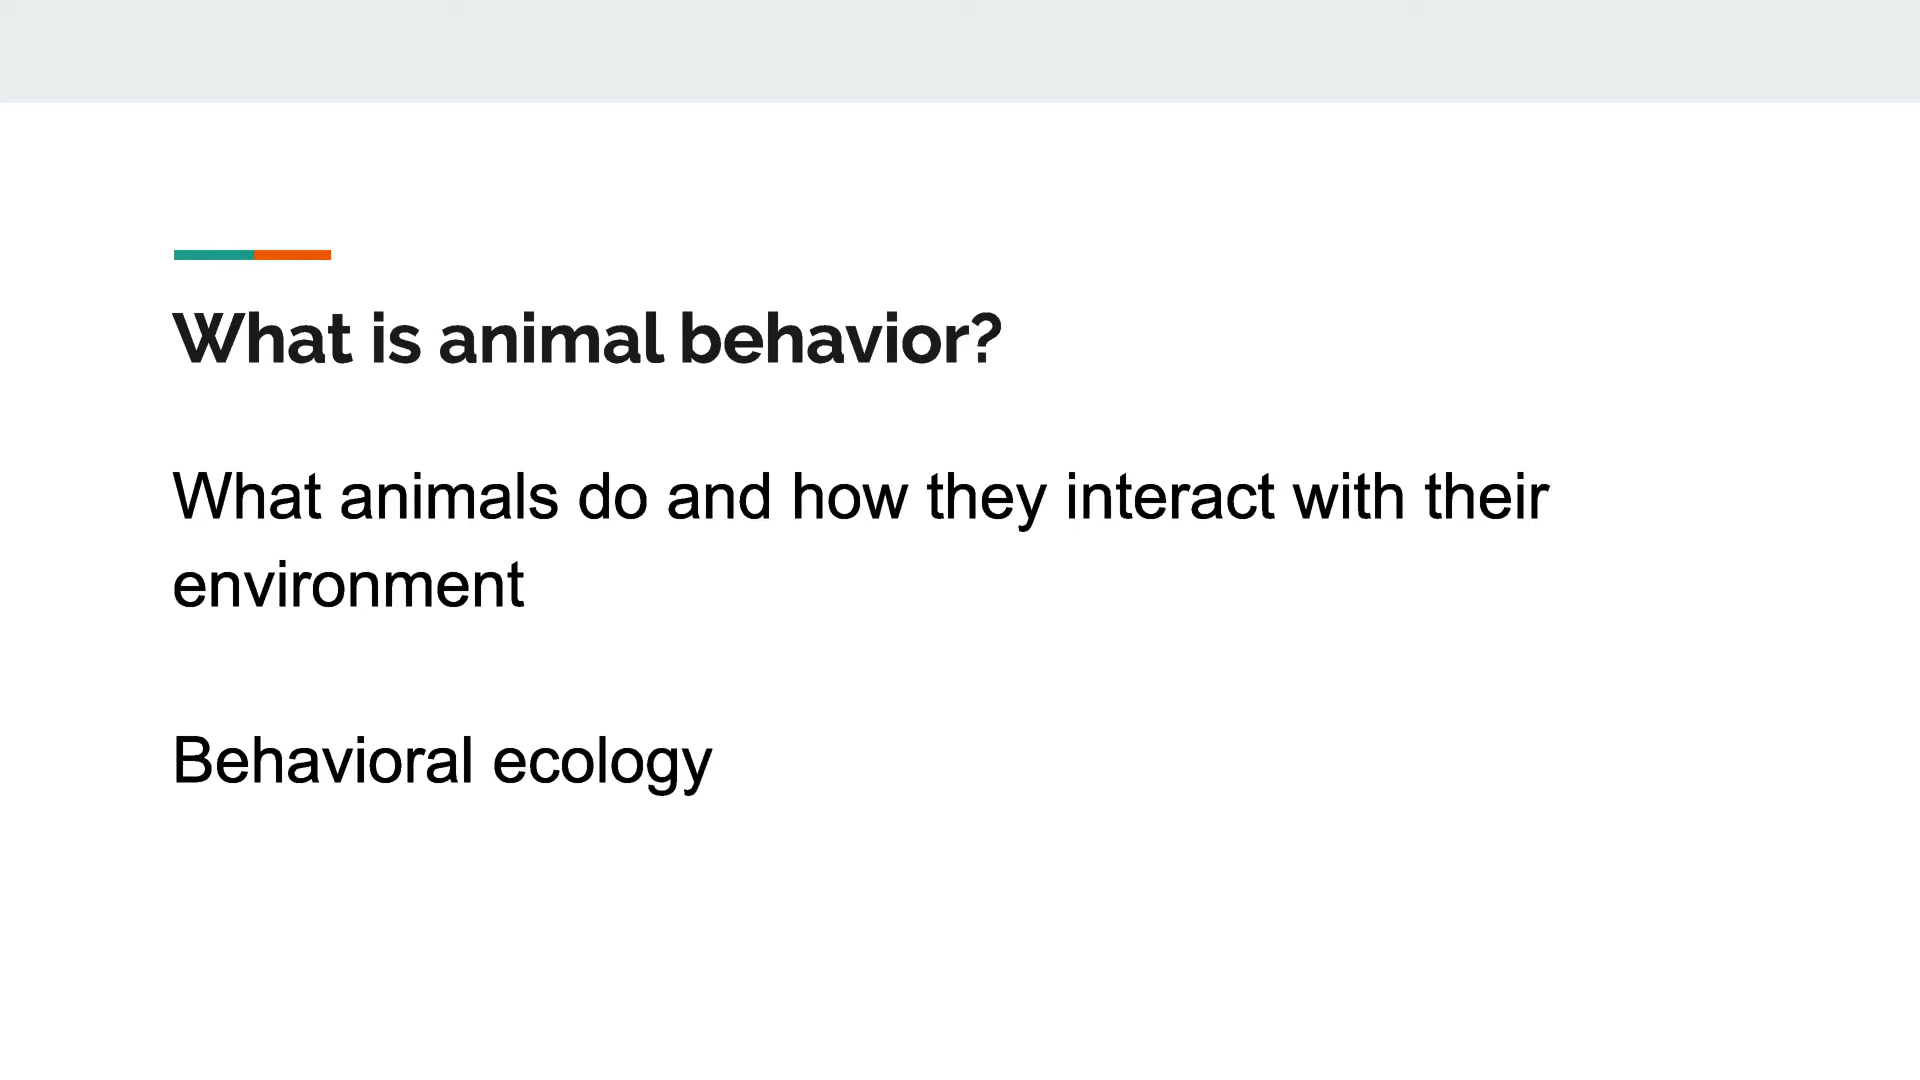 What is animal behavior?
What animals do and how they interact with their
environment
Behavioral ecology